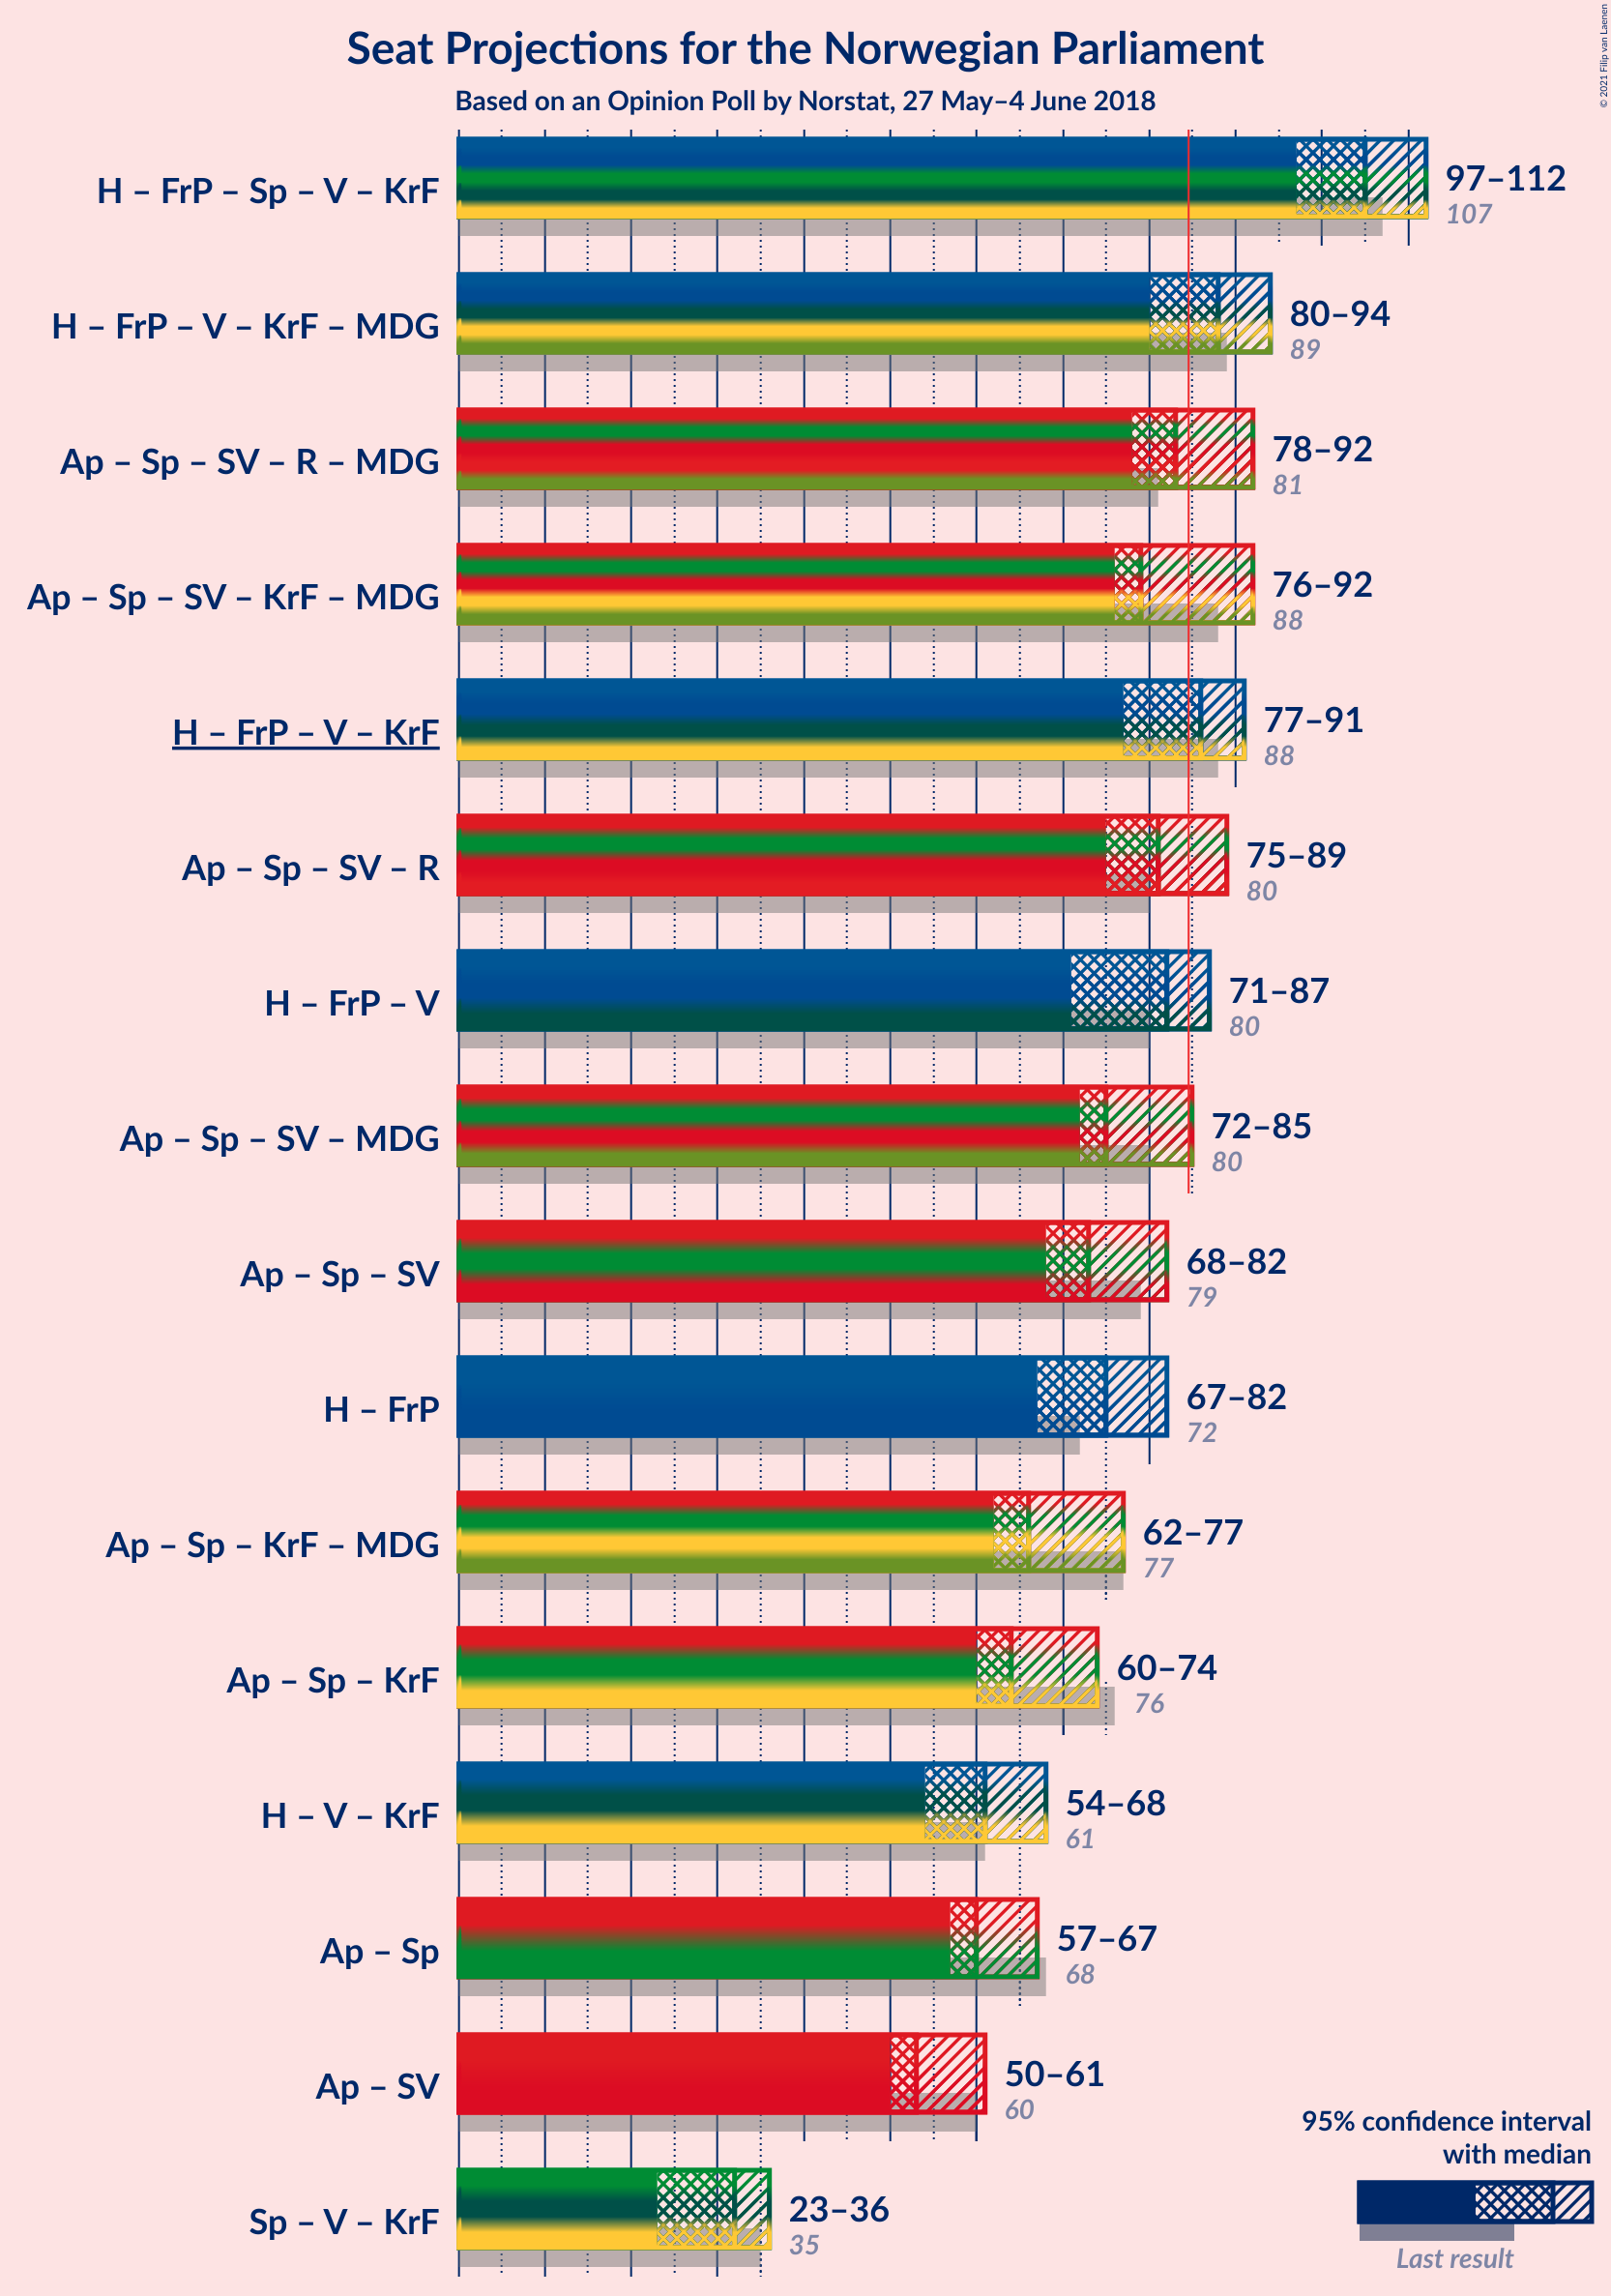 Seat Projections for the Norwegian Parliament
Based on an Opinion Poll by Norstat, 27 May–4 June 2018
© 2021 Filip van Laenen
H – FrP – Sp – V – KrF
97–112
107
H – FrP – V – KrF – MDG
80–94
89
Ap – Sp – SV – R – MDG
78–92
81
Ap – Sp – SV – KrF – MDG
76–92
88
H – FrP – V – KrF
77–91
88
Ap – Sp – SV – R
75–89
80
H – FrP – V
71–87
80
Ap – Sp – SV – MDG
72–85
80
Ap – Sp – SV
68–82
79
H – FrP
67–82
72
Ap – Sp – KrF – MDG
62–77
77
Ap – Sp – KrF
60–74
76
H – V – KrF
54–68
61
Ap – Sp
57–67
68
Ap – SV
50–61
60
Sp – V – KrF
23–36
35
95% confidence interval
with median
Last result